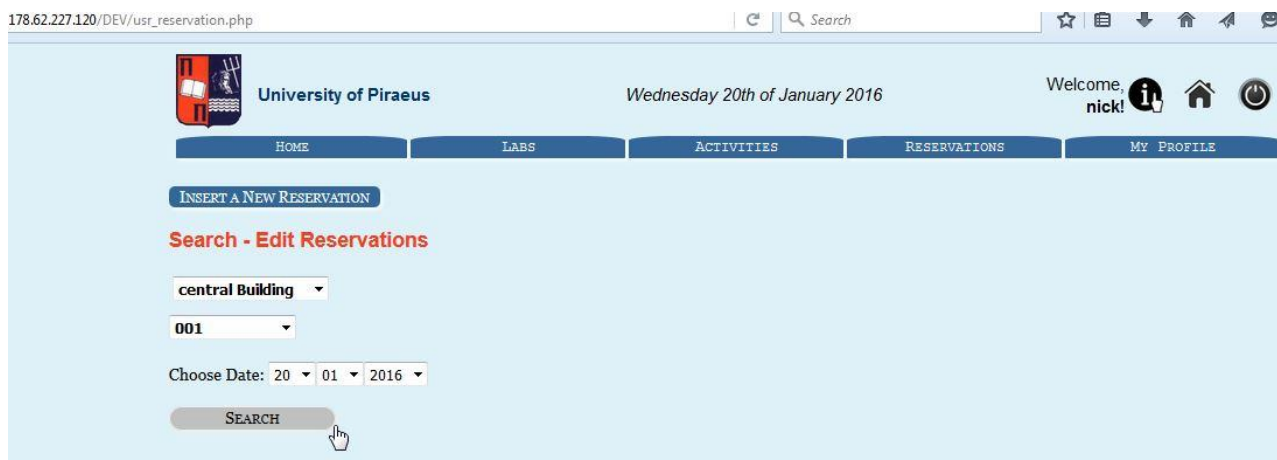 178.62.227.120/DEV/usr_reservation.php
Search
University of Piraeus
Wednesday 20th of January 2016
Welcome,
nick!
HOME LABS ACTIVITIES RESERVATIONS MY PROFILE
INSERT A NEW RESERVATION
Search - Edit Reservations
central Building
001
Choose Date: 20 01 2016
SEARCH